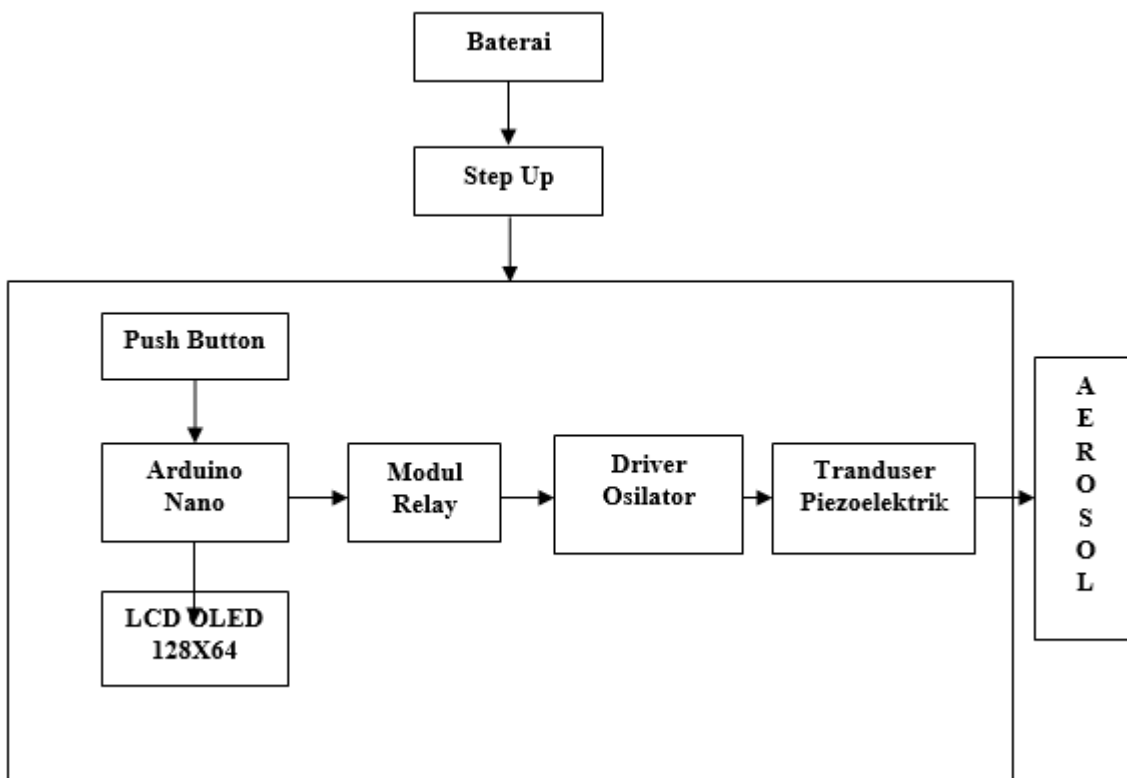 Baterai
Step Up
Push Button
Arduino
Nano
Modul
Relay
Driver
Osilator
Tranduser
Piezoelektrik
A
E
R
O
S
O
L
LCD OLED
128X64